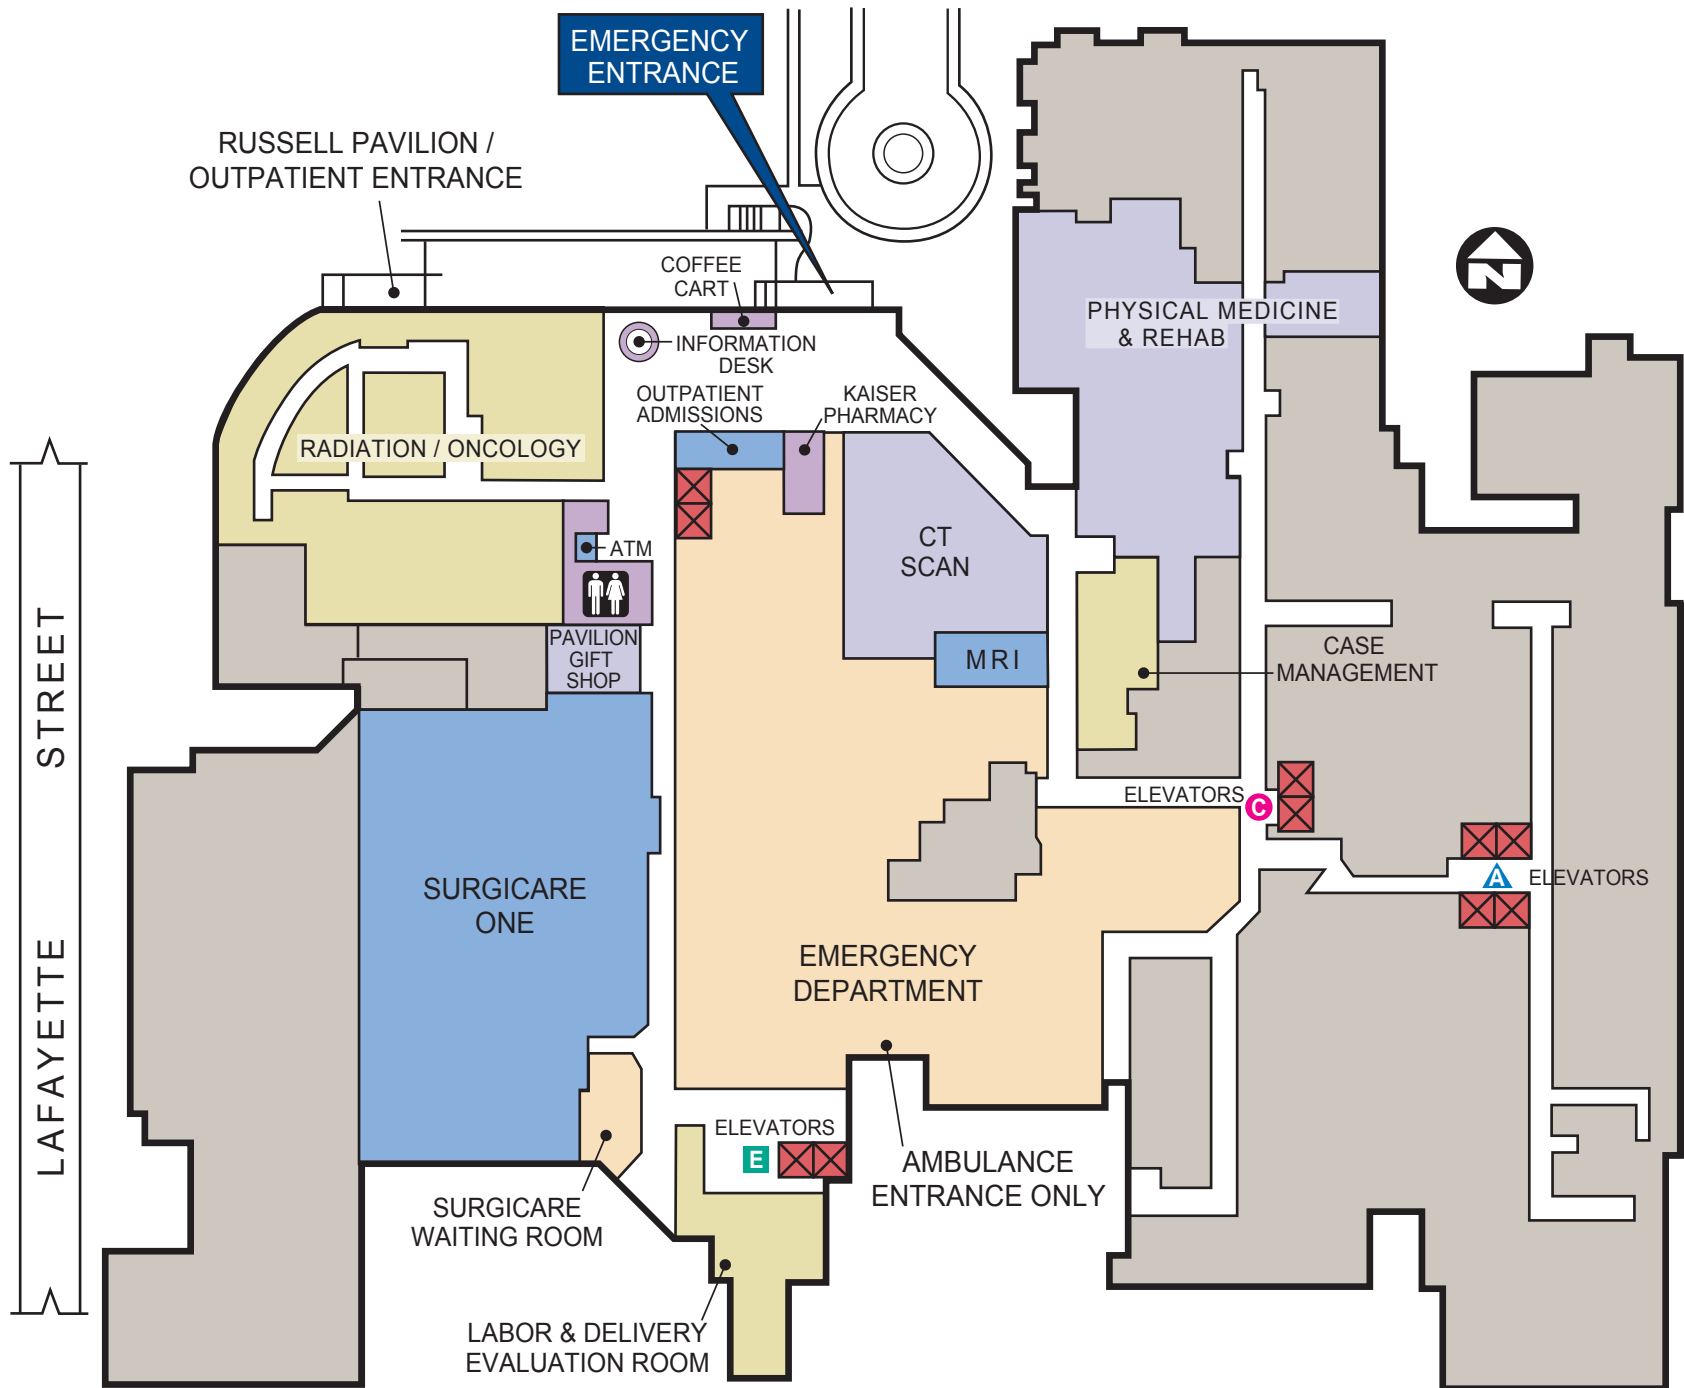 EMERGENCY
ENTRANCE
RUSSELL PAVILION /
OUTPATIENT ENTRANCE
COFFEE
CART
INFORMATION
DESK
N
PHYSICAL MEDICINE
& REHAB
OUTPATIENT
ADMISSIONS
KAISER
PHARMACY
RADIATION / ONCOLOGY
CT
SCAN
ATM
PAVILION
GIFT
SHOP
MRI
CASE
MANAGEMENT
LAFAYETTE STREET
ELEVATORS C
A ELEVATORS
SURGICARE
ONE
EMERGENCY
DEPARTMENT
ELEVATORS
E
AMBULANCE
ENTRANCE ONLY
SURGICARE
WAITING ROOM
LABOR & DELIVERY
EVALUATION ROOM